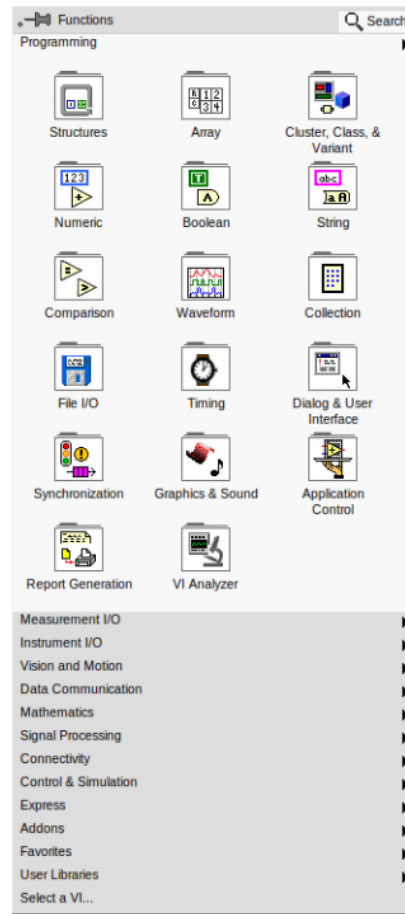 Functions
Search
Programming
Structures
Array
Cluster, Class, &
Variant
123
Numeric
Boolean
abc
String
Comparison
Waveform
Collection
File I/O
Timing
Dialog & User
Interface
Synchronization
Graphics & Sound
Application
Control
Report Generation
VI Analyzer
Measurement I/O
Instrument I/O
Vision and Motion
Data Communication
Mathematics
Signal Processing
Connectivity
Control & Simulation
Express
Addons
Favorites
User Libraries
Select a VI...